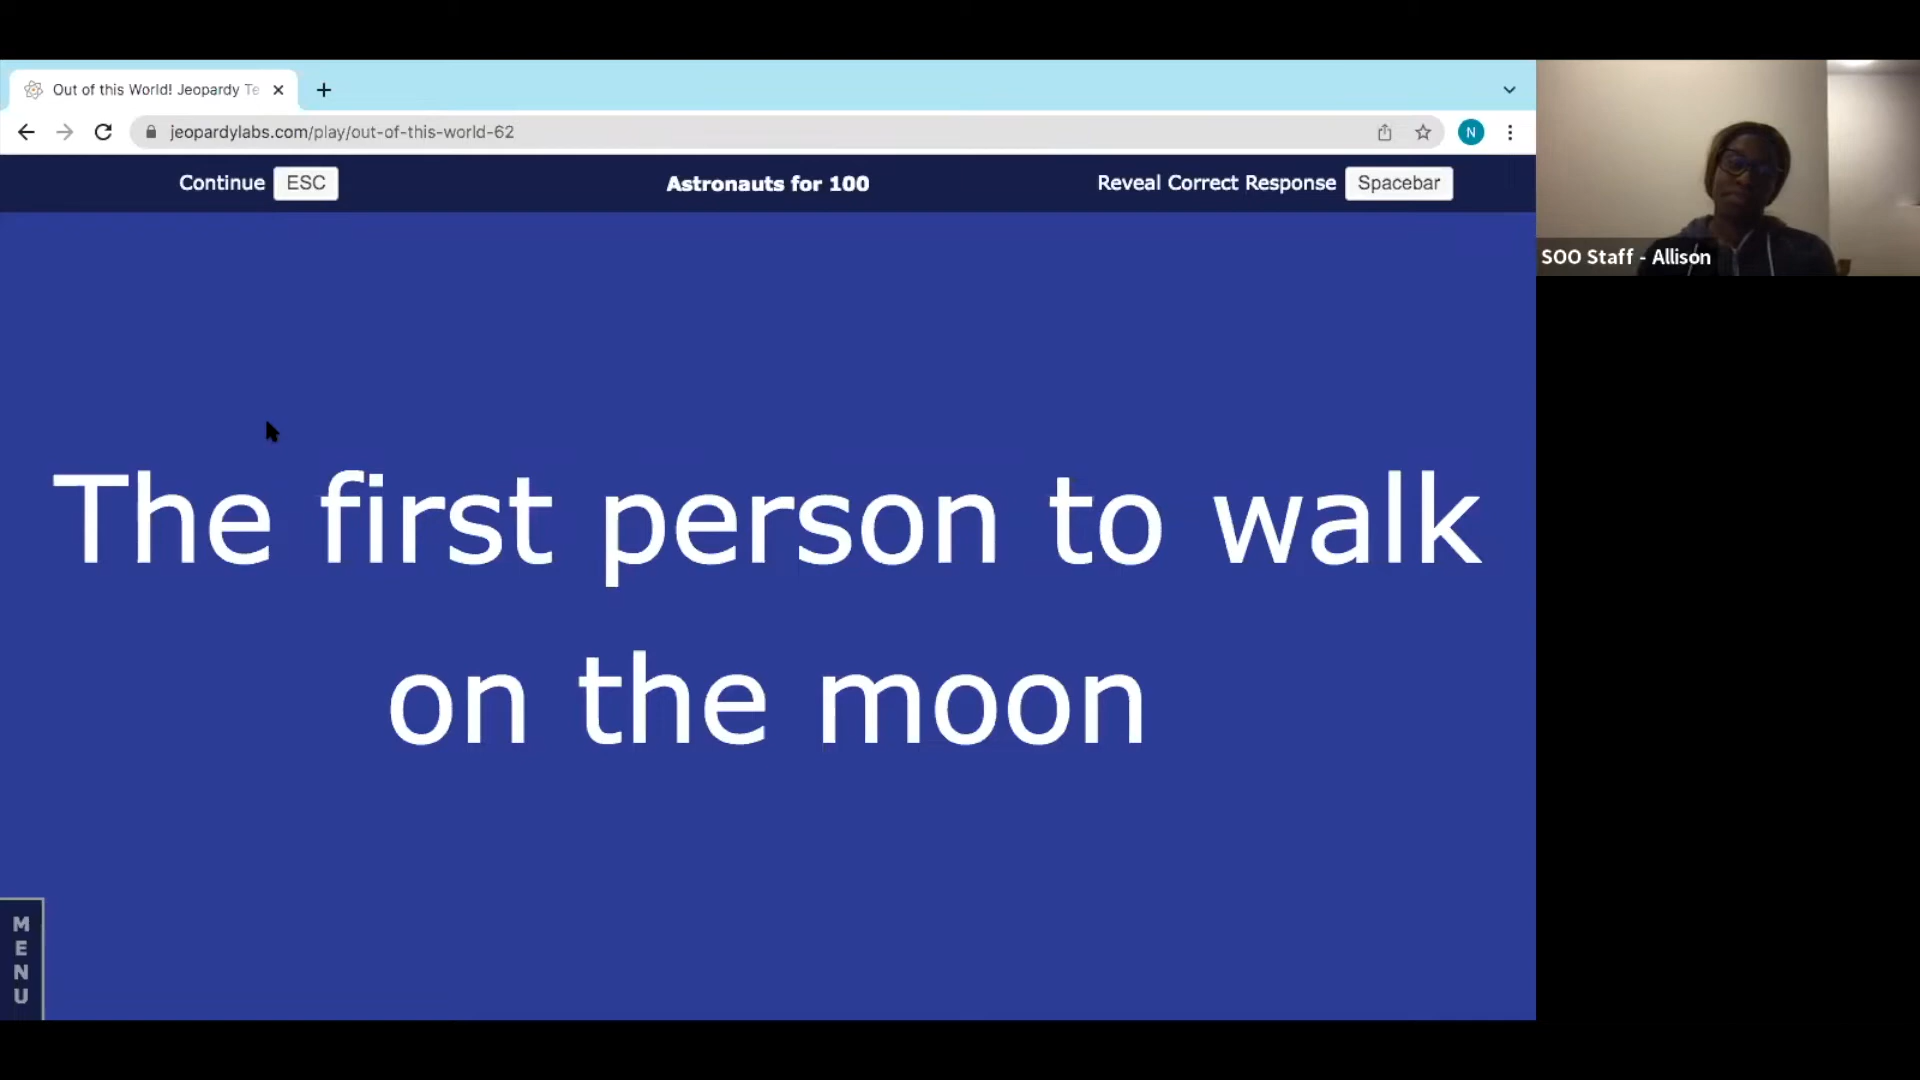 Out of this World! Jeopardy Te
jeopardylabs.com/play/out-of-this-world-62
N
Continue ESC
Astronauts for 100
Reveal Correct Response Spacebar
SOO Staff - Allison
The first person to walk
on the moon
MENU